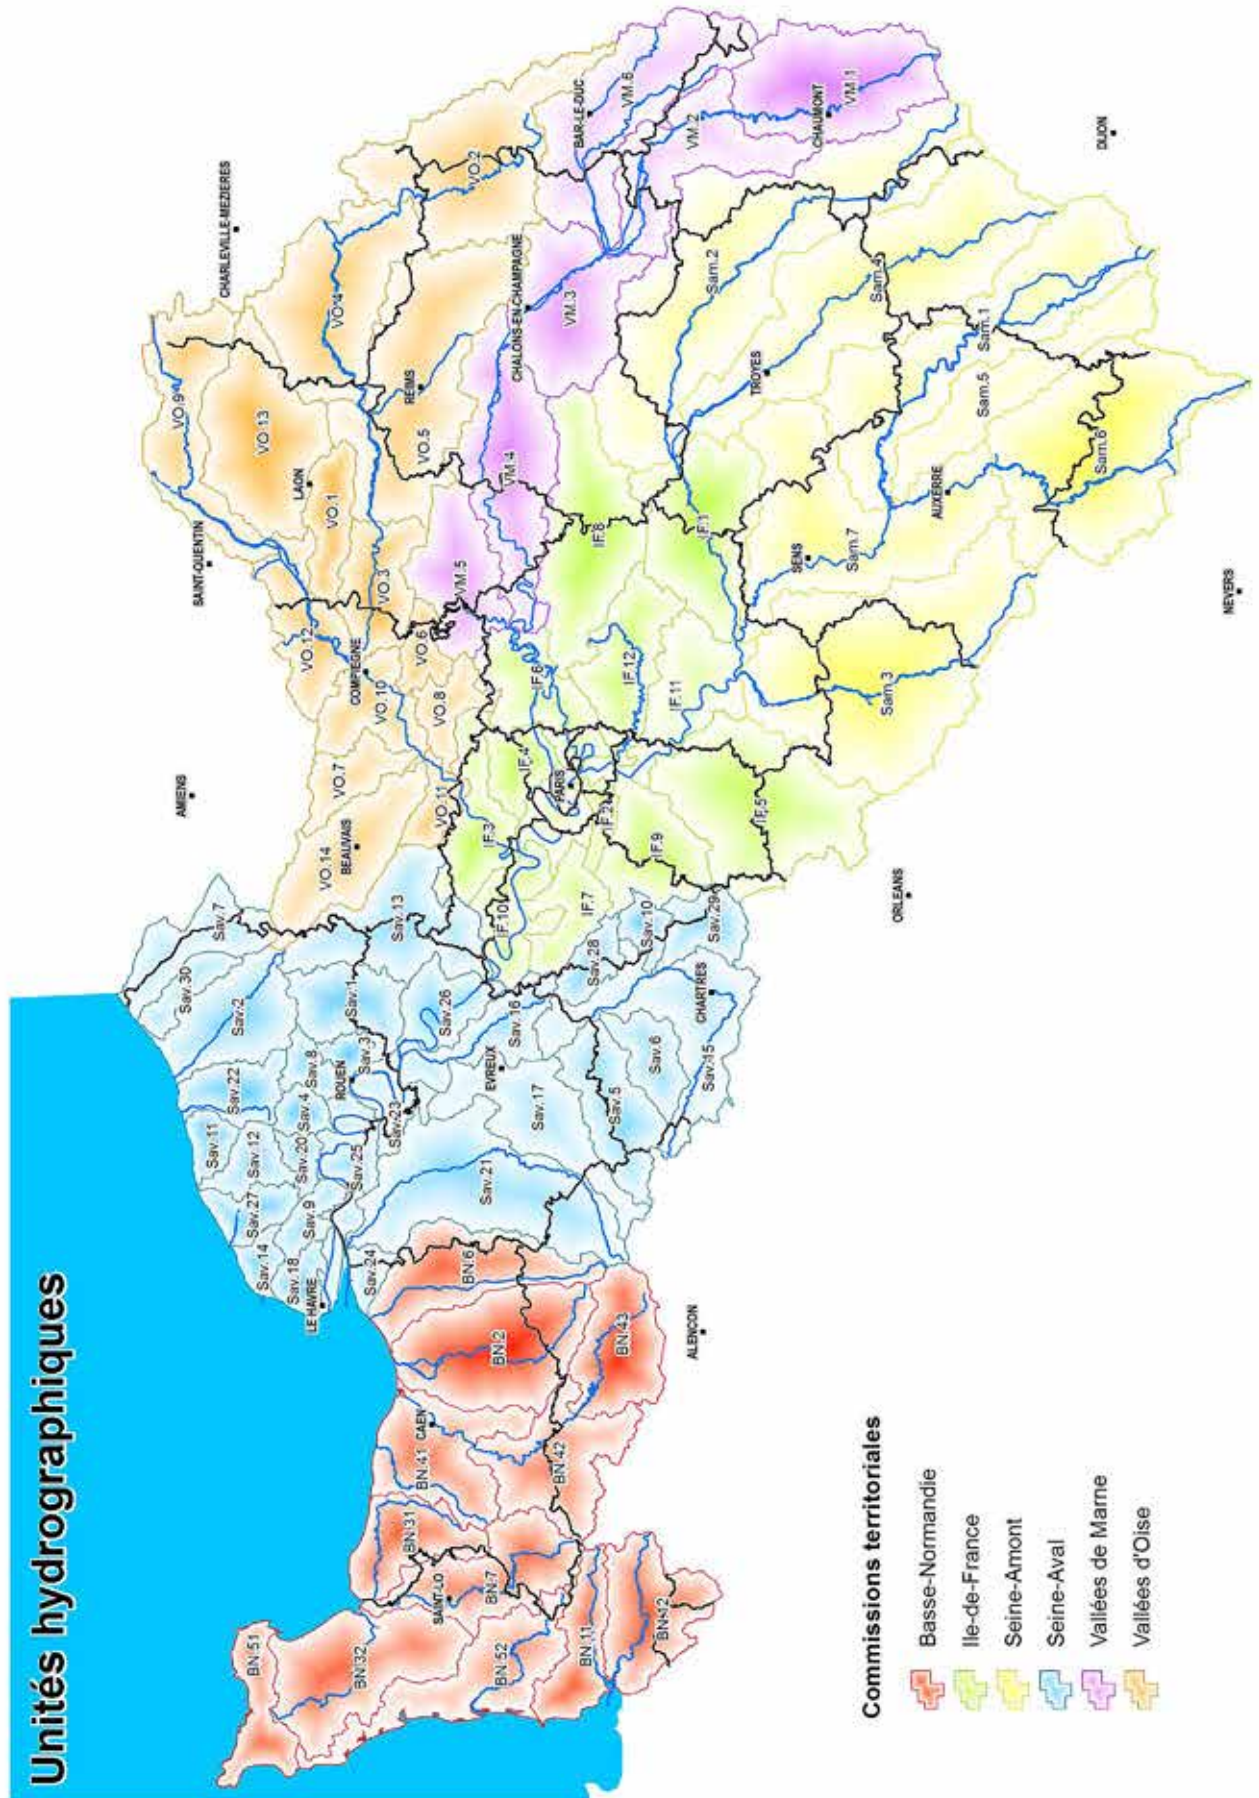 Unités hydrographiques
CHARLEVILLE-MEZIERES
SAINT-QUENTIN
AMIENS
VO.9
VO.13
LAON
VO.1
VO.4
VO.12
VO.3
COMPIEGNE
VO.10
VO.6
VO.8
VO.7
VO.14
BEAUVAIS
VO.11
REIMS
VO.5
VO.2
Sav.7
Sav.30
Sav.2
Sav.13
Sav.1
Sav.22
Sav.8
Sav.3
ROUEN
Sav.4
Sav.11
Sav.12
Sav.20
Sav.25
Sav.23
Sav.27
Sav.9
Sav.14
Sav.18
LE HAVRE
Sav.24
Sav.26
Sav.16
EVREUX
Sav.17
Sav.21
Sav.5
Sav.6
Sav.15
CHARTRES
Sav.28
Sav.10
Sav.29
BN.51
BN.32
SAINT-LO
BN.31
BN.41
CAEN
BN.7
BN.52
BN.11
BN.12
BN.42
BN.2
BN.6
BN.43
ALENCON
IF.3
IF.4
IF.6
IF.10
PARIS
IF.2
IF.7
IF.9
IF.5
IF.12
IF.11
IF.8
IF.1
VM.5
VM.4
CHALONS-EN-CHAMPAGNE
VM.3
BAR-LE-DUC
VM.6
VM.2
CHAUMONT
VM.1
Sam.2
TROYES
Sam.4
SENS
Sam.7
AUXERRE
Sam.5
Sam.1
Sam.6
Sam.3
ORLEANS
NEVERS
DIJON
Commissions territoriales
Basse-Normandie
Ile-de-France
Seine-Amont
Seine-Aval
Vallées de Marne
Vallées d'Oise